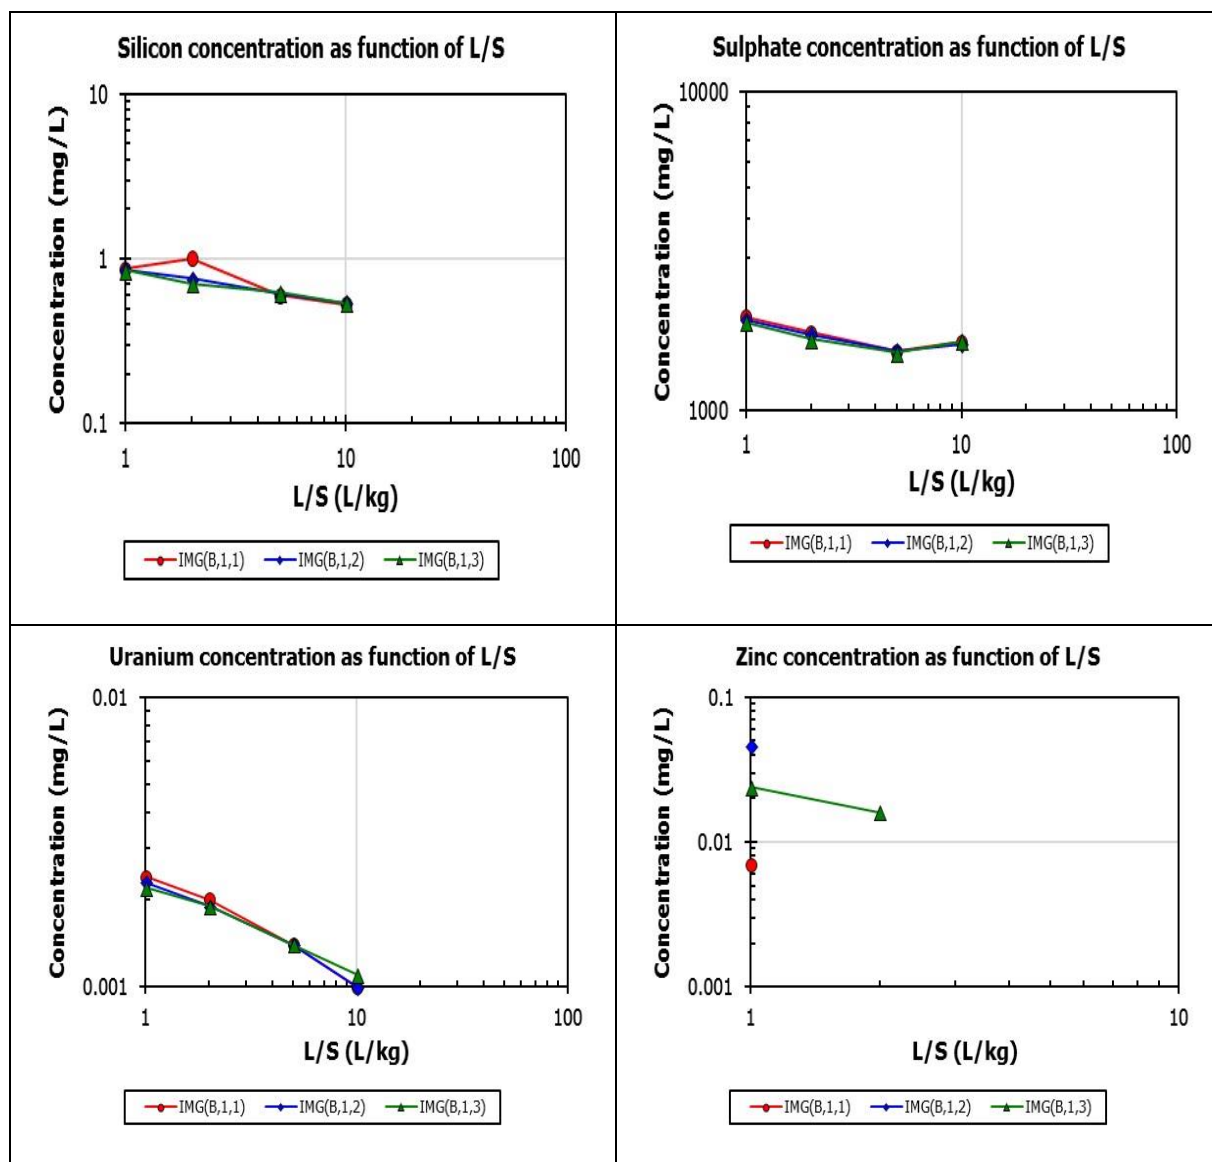 Silicon concentration as function of L/S
Concentration (mg/L)
10
1
0.1
1 10 100
L/S (L/kg)
IMG(B,1,1) IMG(B,1,2) IMG(B,1,3)
Sulphate concentration as function of L/S
Concentration (mg/L)
10000
1000
1 10 100
L/S (L/kg)
IMG(B,1,1) IMG(B,1,2) IMG(B,1,3)
Uranium concentration as function of L/S
Concentration (mg/L)
0.01
0.001
1 10 100
L/S (L/kg)
IMG(B,1,1) IMG(B,1,2) IMG(B,1,3)
Zinc concentration as function of L/S
Concentration (mg/L)
0.1
0.01
0.001
1 10
L/S (L/kg)
IMG(B,1,1) IMG(B,1,2) IMG(B,1,3)